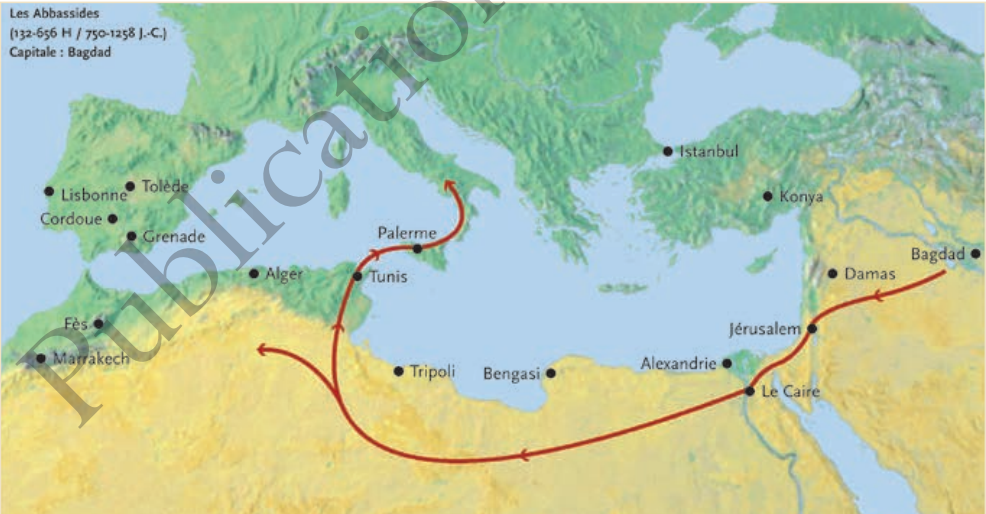 Les Abbassides
(132-656 H / 750-1258 J.-C.)
Capitale : Bagdad
Publication
Istanbul
Tolède
Lisbonne
Konya
Cordoue
Grenade
Palerme
Bagdad
Alger
Tunis
Damas
Fès
Jérusalem
Marrakech
Alexandrie
Tripoli
Bengasi
Le Caire